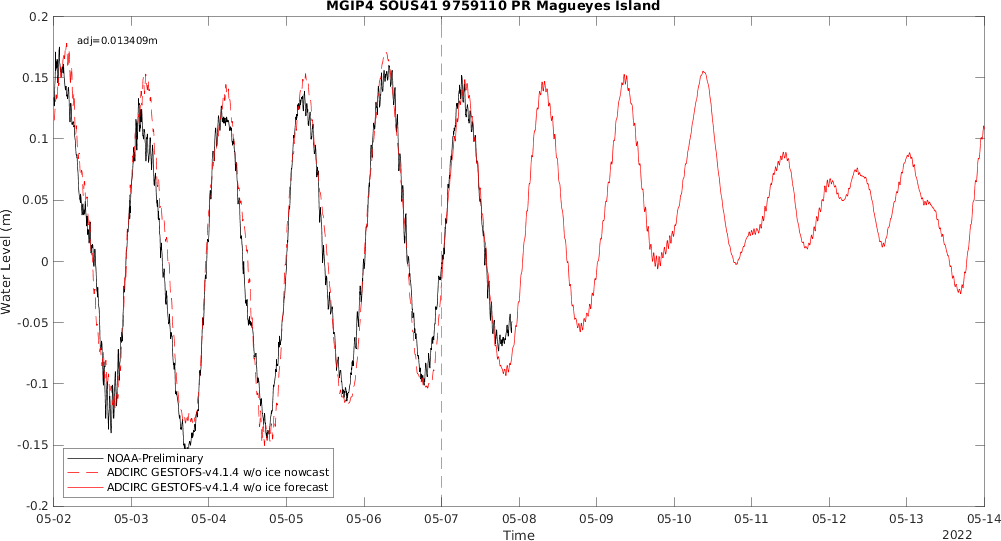 MGIP4 SOUS41 9759110 PR Magueyes Island
adj=0.013409m
0.2
0.15
0.1
0.05
0
-0.05
-0.1
-0.15
-0.2
Water Level (m)
NOAA-Preliminary
ADCIRC GESTOFS-v4.1.4 w/o ice nowcast
ADCIRC GESTOFS-v4.1.4 w/o ice forecast
05-02 05-03 05-04 05-05 05-06 05-07 05-08 05-09 05-10 05-11 05-12 05-13 05-14
Time
2022